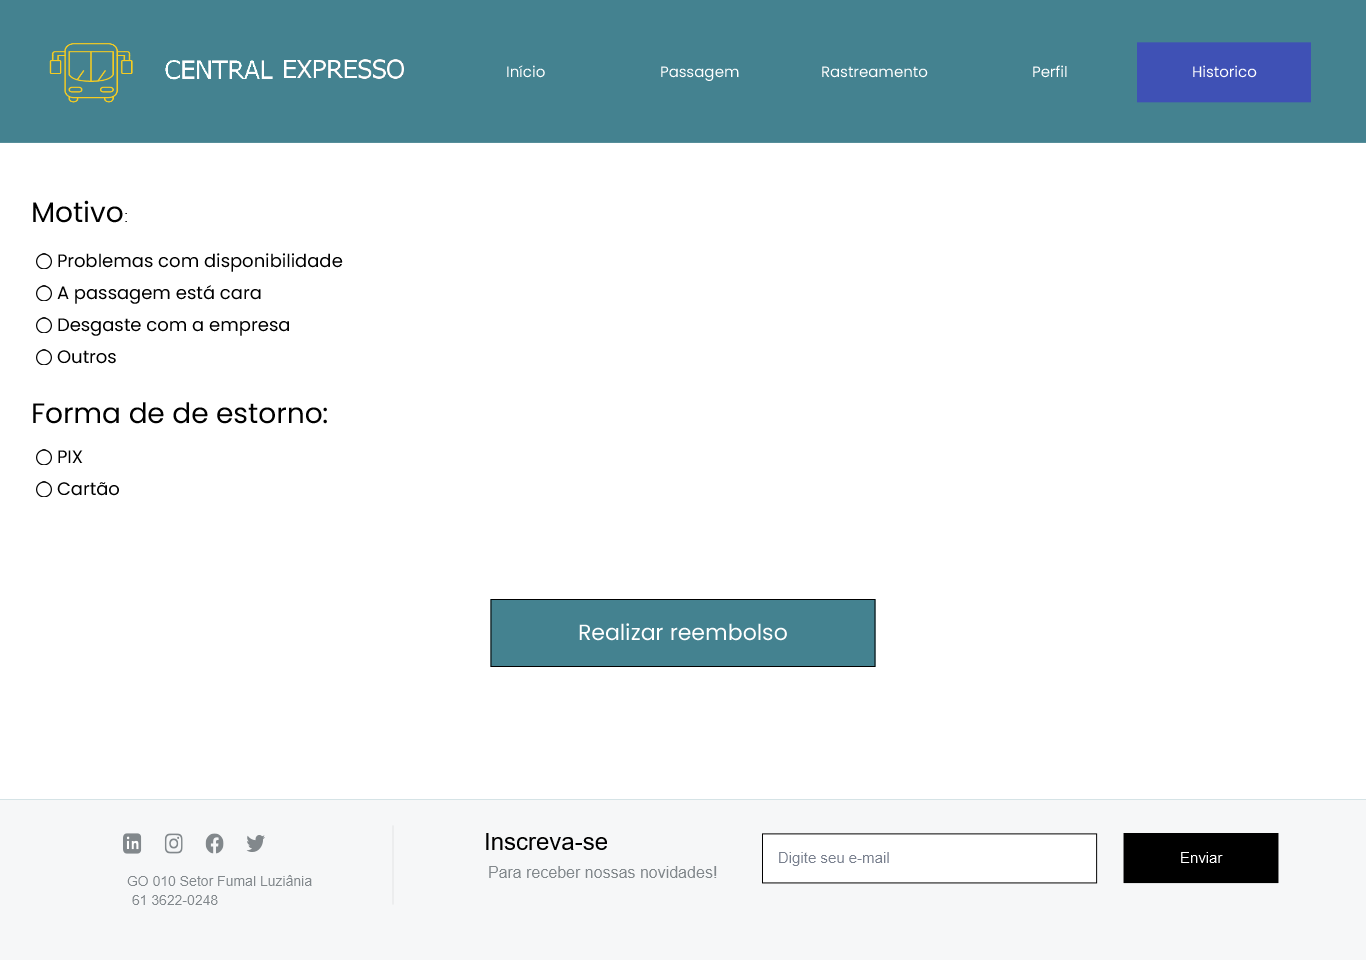 CENTRAL EXPRESSO
Início
Passagem
Rastreamento
Perfil
Historico
Motivo:
Problemas com disponibilidade
A passagem está cara
Desgaste com a empresa
Outros
Forma de de estorno:
PIX
Cartão
Realizar reembolso
GO 010 Setor Fumal Luziânia
61 3622-0248
Inscreva-se
Para receber nossas novidades!
Digite seu e-mail
Enviar